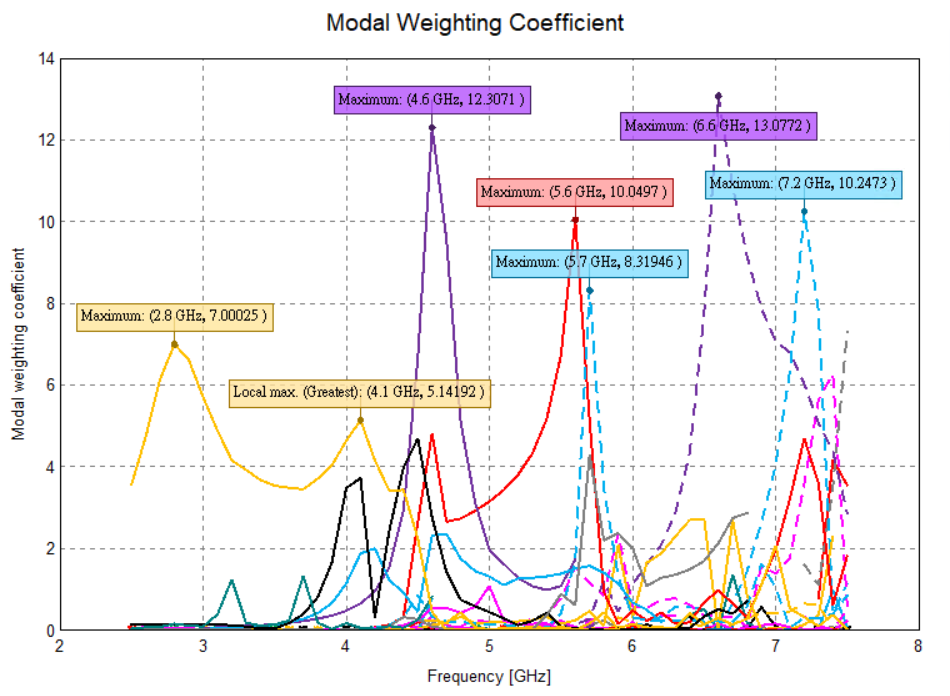 Modal Weighting Coefficient
14
12
10
8
6
4
2
0
Modal weighting coefficient
Maximum: (4.6 GHz, 12.3071 )
Maximum: (6.6 GHz, 13.0772 )
Maximum: (5.6 GHz, 10.0497 )
Maximum: (7.2 GHz, 10.2473 )
Maximum: (5.7 GHz, 8.31946 )
Maximum: (2.8 GHz, 7.00025 )
Local max. (Greatest): (4.1 GHz, 5.14192 )
2 3 4 5 6 7 8
Frequency [GHz]